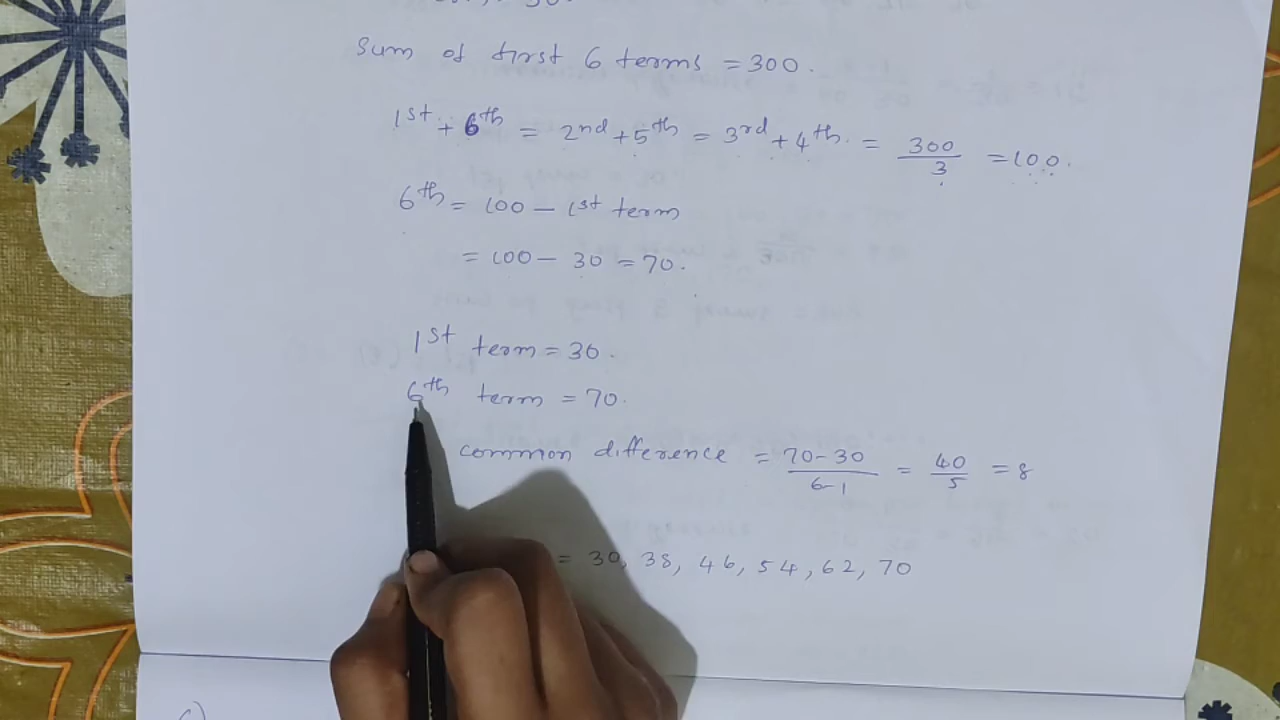 Sum of first 6 terms = 300.
1st + 6th = 2nd + 5th = 3rd + 4th. = 300/3 = 100.
6th = 100 - 1st term
= 100 - 30 = 70.
1st term = 30.
6th term = 70.
common difference = 70-30/6-1 = 40/5 = 8
= 30, 38, 46, 54, 62, 70
c)